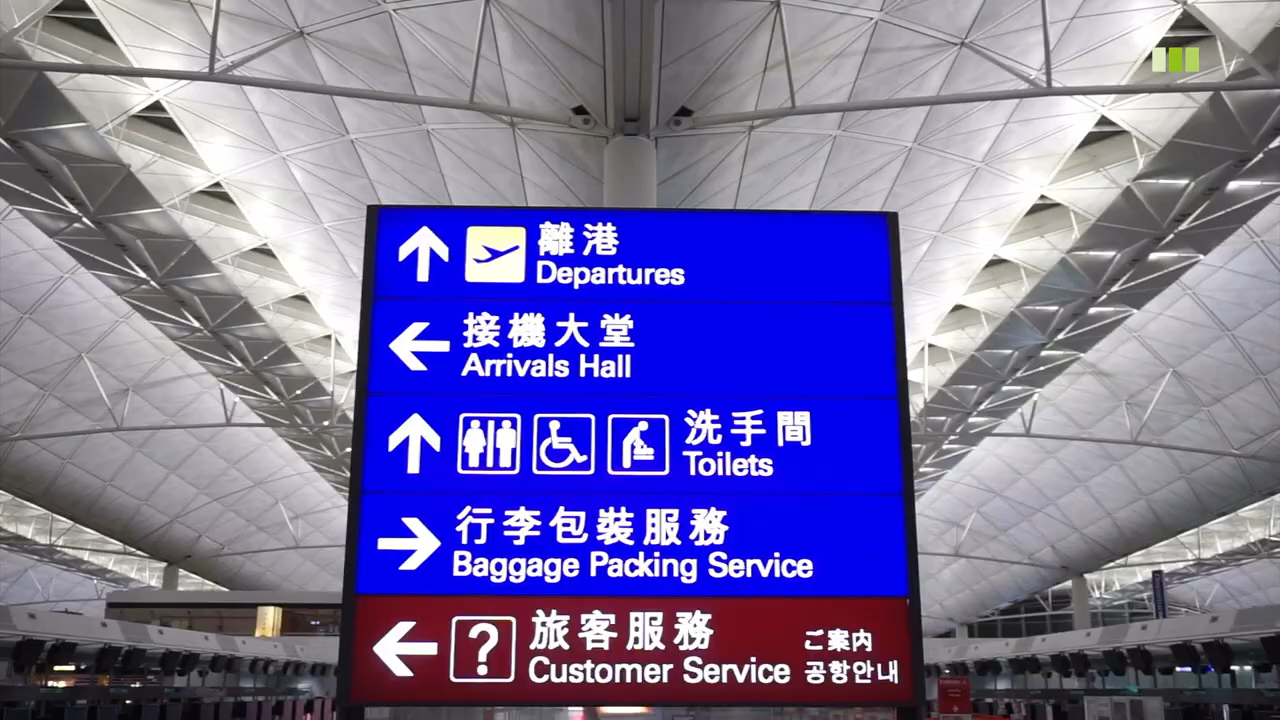 離港
Departures
接機大堂
Arrivals Hall
洗手間
Toilets
行李包裝服務
Baggage Packing Service
?
旅客服務
Customer Service
ご案内
공항안내